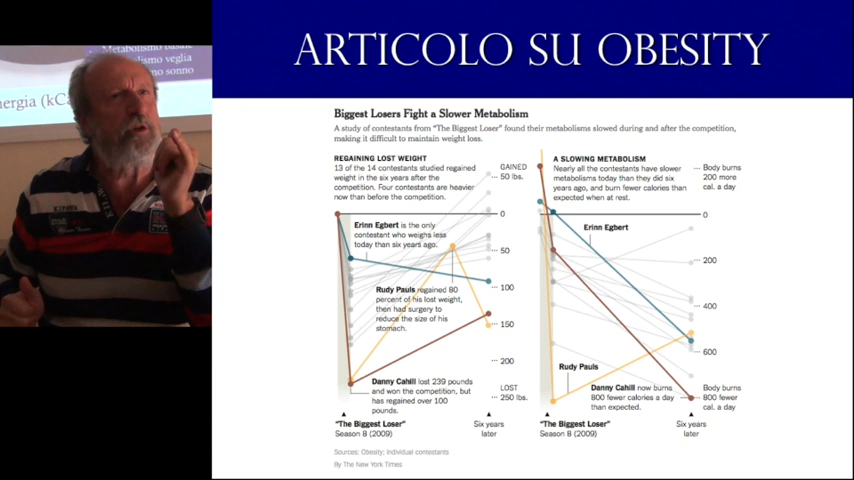 Metabolismo basale
nergia (kCa
ARTICOLO SU OBESITY
Biggest Losers Fight a Slower Metabolism
A study of contestants from “The Biggest Loser” found their metabolisms slowed during and after the competition,
making it difficult to maintain weight loss.
REGAINING LOST WEIGHT
13 of the 14 contestants studied regained
weight in the six years after the
competition. Four contestants are heavier
now than before the competition.
GAINED
50 lbs.
0
50
100
150
200
LOST
250 lbs.
Erinn Egbert is the only
contestant who weighs less
today than six years ago.
Rudy Pauls regained 80
percent of his lost weight,
then had surgery to
reduce the size of his
stomach.
Danny Cahill lost 239 pounds
and won the competition, but
has regained over 100
pounds.
“The Biggest Loser”
Season 8 (2009)
Six years
later
A SLOWING METABOLISM
Nearly all the contestants have slower
metabolisms today than they did six
years ago, and burn fewer calories than
expected when at rest.
Body burns
200 more
cal. a day
0
200
400
600
Body burns
800 fewer
cal. a day
Erinn Egbert
Rudy Pauls
Danny Cahill now burns
800 fewer calories a day
than expected.
“The Biggest Loser”
Season 8 (2009)
Six years
later
Sources: Obesity; individual contestants
By The New York Times